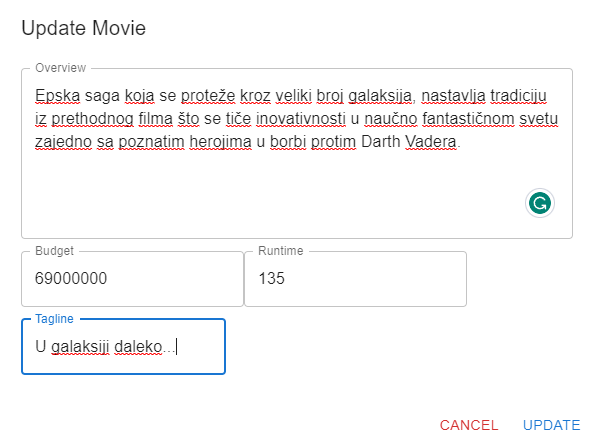 Update Movie
Overview
Epska saga koja se proteže kroz veliki broj galaksija, nastavlja tradiciju
iz prethodnog filma što se tiče inovativnosti u naučno fantastičnom svetu
zajedno sa poznatim herojima u borbi protim Darth Vadera.
Budget
Runtime
69000000
135
Tagline
U galaksiji daleko...
CANCEL
UPDATE